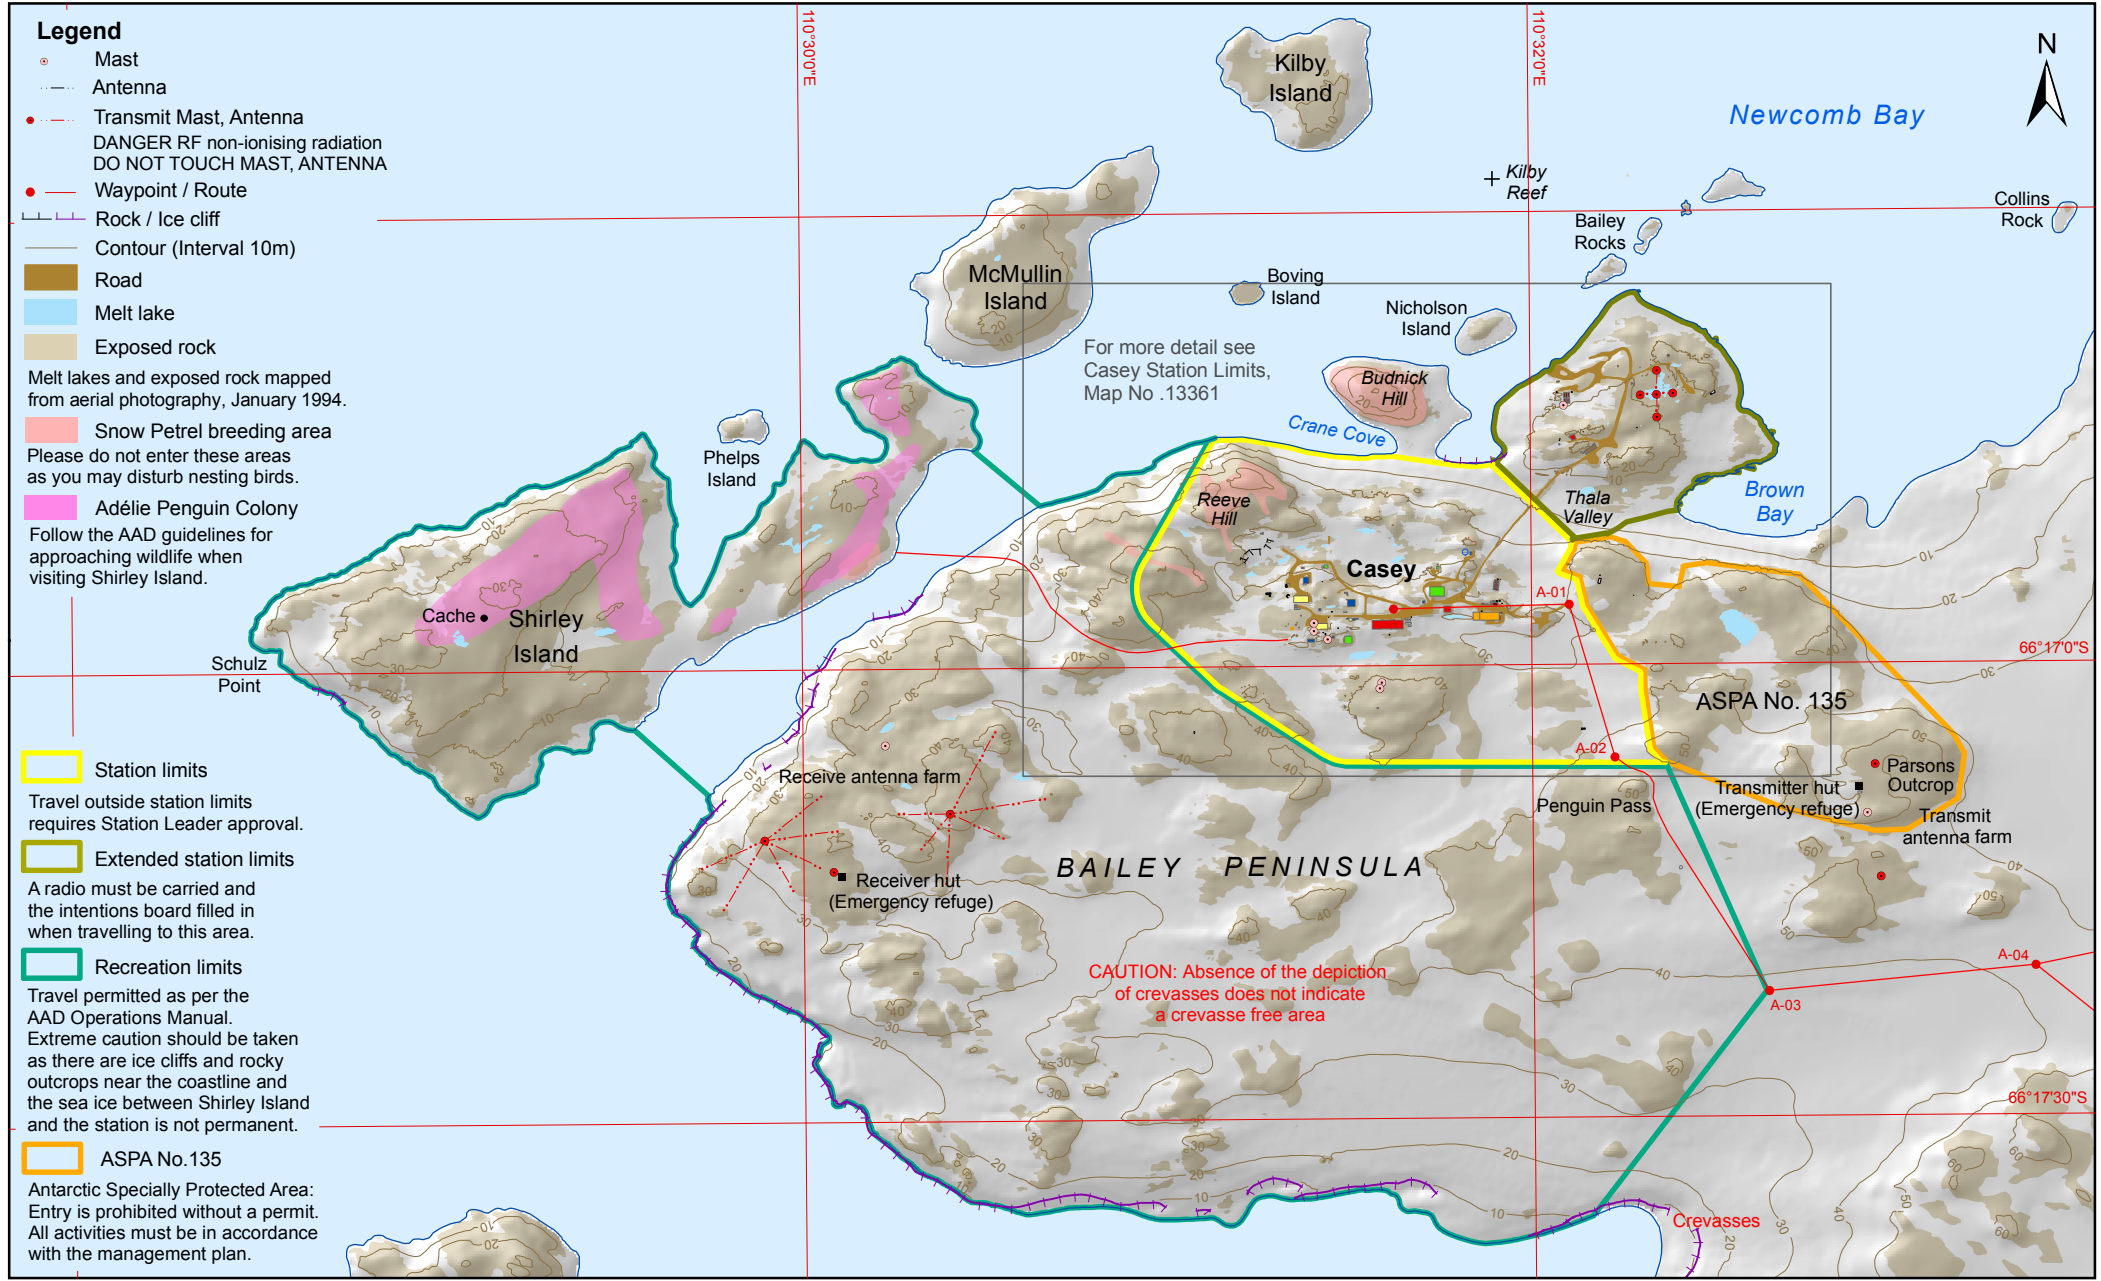 Legend
Mast
Antenna
Transmit Mast, Antenna
DANGER RF non-ionising radiation
DO NOT TOUCH MAST, ANTENNA
Waypoint / Route
Rock / Ice cliff
Contour (Interval 10m)
Road
Melt lake
Exposed rock
Melt lakes and exposed rock mapped
from aerial photography, January 1994.
Snow Petrel breeding area
Please do not enter these areas
as you may disturb nesting birds.
Adélie Penguin Colony
Follow the AAD guidelines for
approaching wildlife when
visiting Shirley Island.
Station limits
Travel outside station limits
requires Station Leader approval.
Extended station limits
A radio must be carried and
the intentions board filled in
when travelling to this area.
Recreation limits
Travel permitted as per the
AAD Operations Manual.
Extreme caution should be taken
as there are ice cliffs and rocky
outcrops near the coastline and
the sea ice between Shirley Island
and the station is not permanent.
ASPA No.135
Antarctic Specially Protected Area:
Entry is prohibited without a permit.
All activities must be in accordance
with the management plan.
110°30'0"E
110°32'0"E
N
Kilby
Island
Newcomb Bay
Kilby
Reef
Collins
Rock
Bailey
Rocks
McMullin
Island
Boving
Island
Nicholson
Island
For more detail see
Casey Station Limits,
Map No .13361
Budnick
Hill
Crane Cove
Phelps
Island
Reeve
Hill
Thala
Valley
Brown
Bay
Casey
A-01
Cache
Shirley
Island
Schulz
Point
66°17'0"S
ASPA No. 135
A-02
Receive antenna farm
Penguin Pass
Transmitter hut
(Emergency refuge)
Parsons
Outcrop
Transmit
antenna farm
BAILEY PENINSULA
Receiver hut
(Emergency refuge)
CAUTION: Absence of the depiction
of crevasses does not indicate
a crevasse free area
A-04
A-03
66°17'30"S
Crevasses